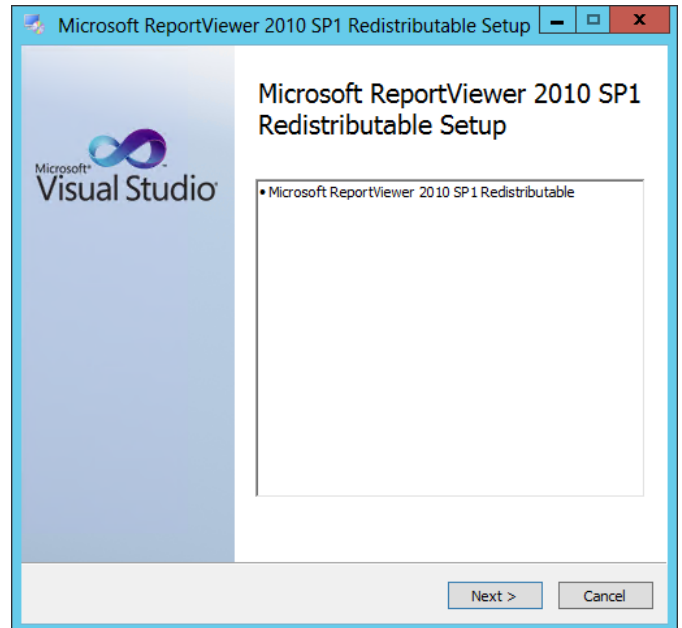 Microsoft ReportViewer 2010 SP1 Redistributable Setup
Microsoft ReportViewer 2010 SP1
Redistributable Setup
Microsoft®
Visual Studio®
• Microsoft ReportViewer 2010 SP1 Redistributable
Next >
Cancel